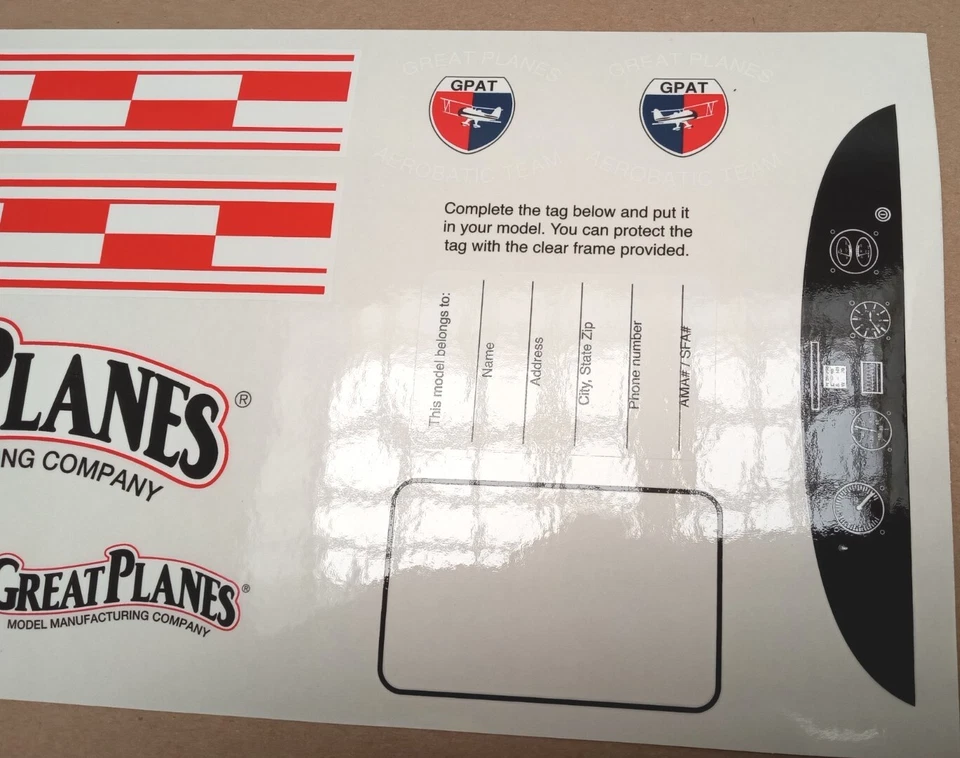 GREAT PLANES
GPAT
AEROBATIC TEAM
GREAT PLANES
GPAT
AEROBATIC TEAM
Complete the tag below and put it
in your model. You can protect the
tag with the clear frame provided.
This model belongs to:
Name
Address
City, State Zip
Phone number
AMA# / SFA#
PLANES®
NG COMPANY
GREAT PLANES®
MODEL MANUFACTURING COMPANY